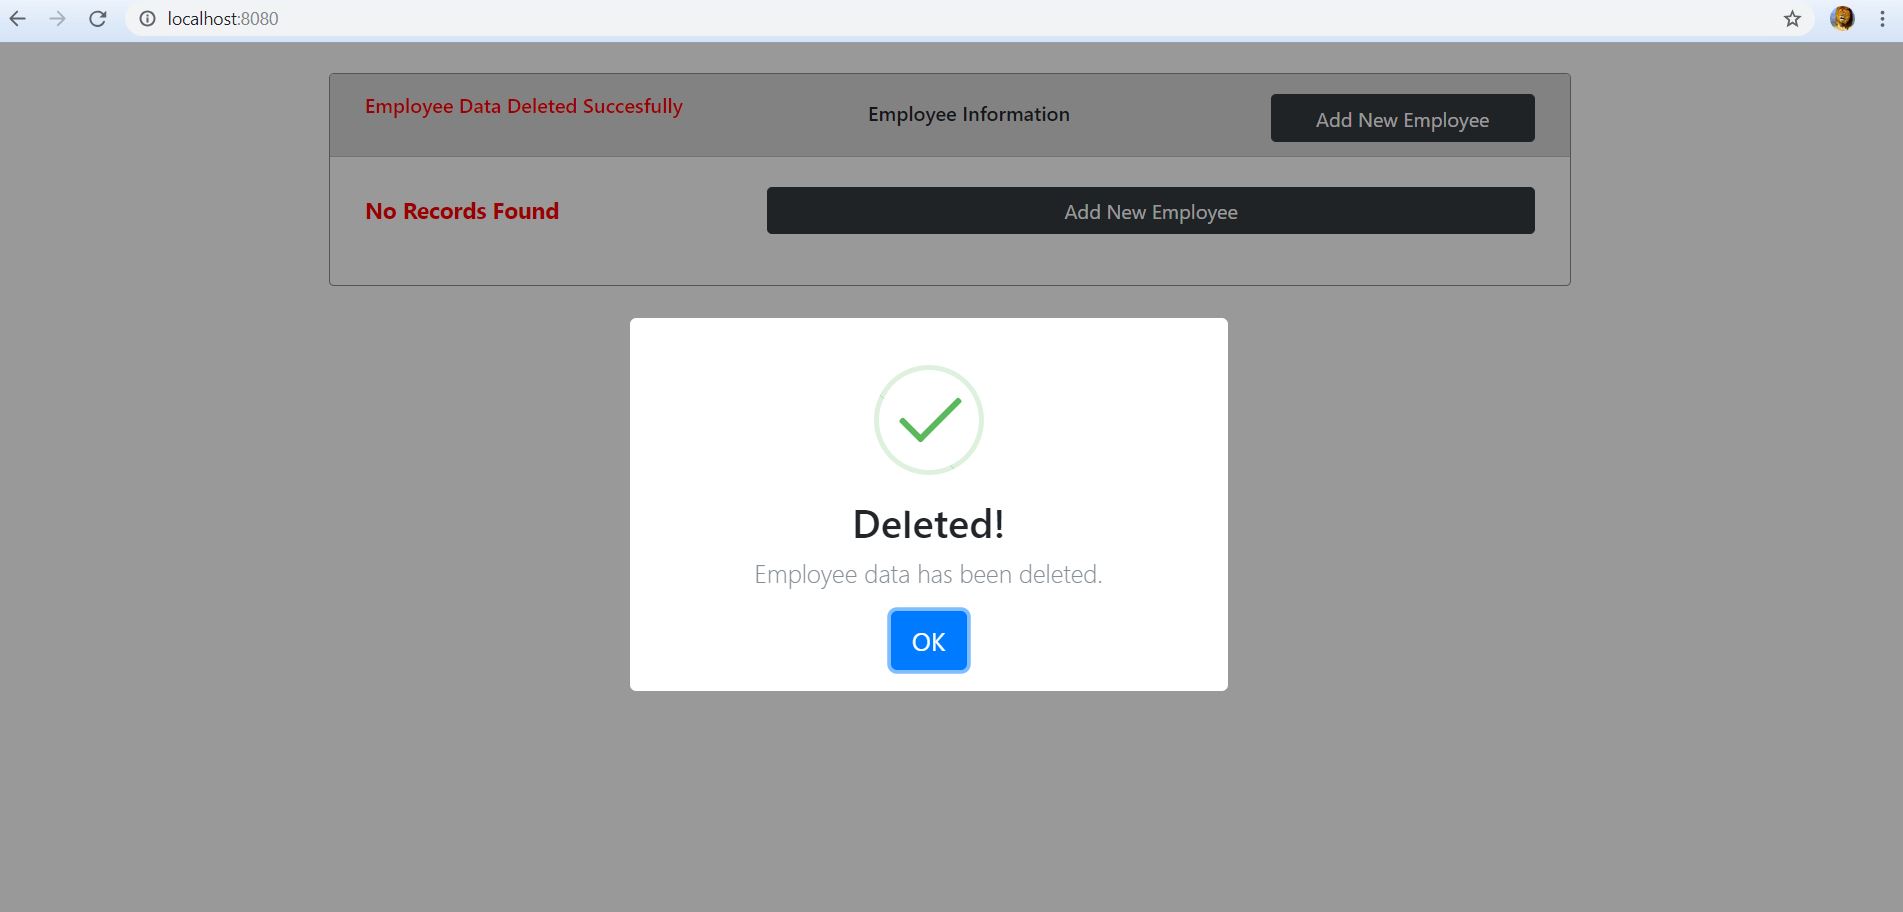 localhost:8080
Employee Data Deleted Succesfully
Employee Information
Add New Employee
No Records Found
Add New Employee
Deleted!
Employee data has been deleted.
OK